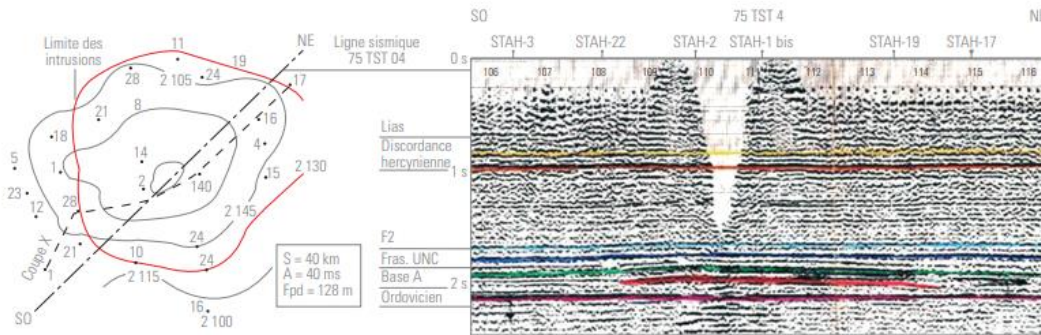 SO
75 TST 4
NE
STAH-3
STAH-22
STAH-2
STAH-1 bis
STAH-19
STAH-17
0 s
106
107
108
109
110
111
112
113
114
115
116
Lias
Discordance
hercynienne
1 s
F2
Fras. UNC
Base A
2 s
Ordovicien
Limite des
intrusions
11
NE
Ligne sismique
75 TST 04
19
28
2 105
24
17
8
21
16
18
4
14
5
1
2
140
15
2 130
23
28
12
2 145
21
24
10
24
Coupe X
1
2 115
SO
16
2 100
S = 40 km
A = 40 ms
Fpd = 128 m